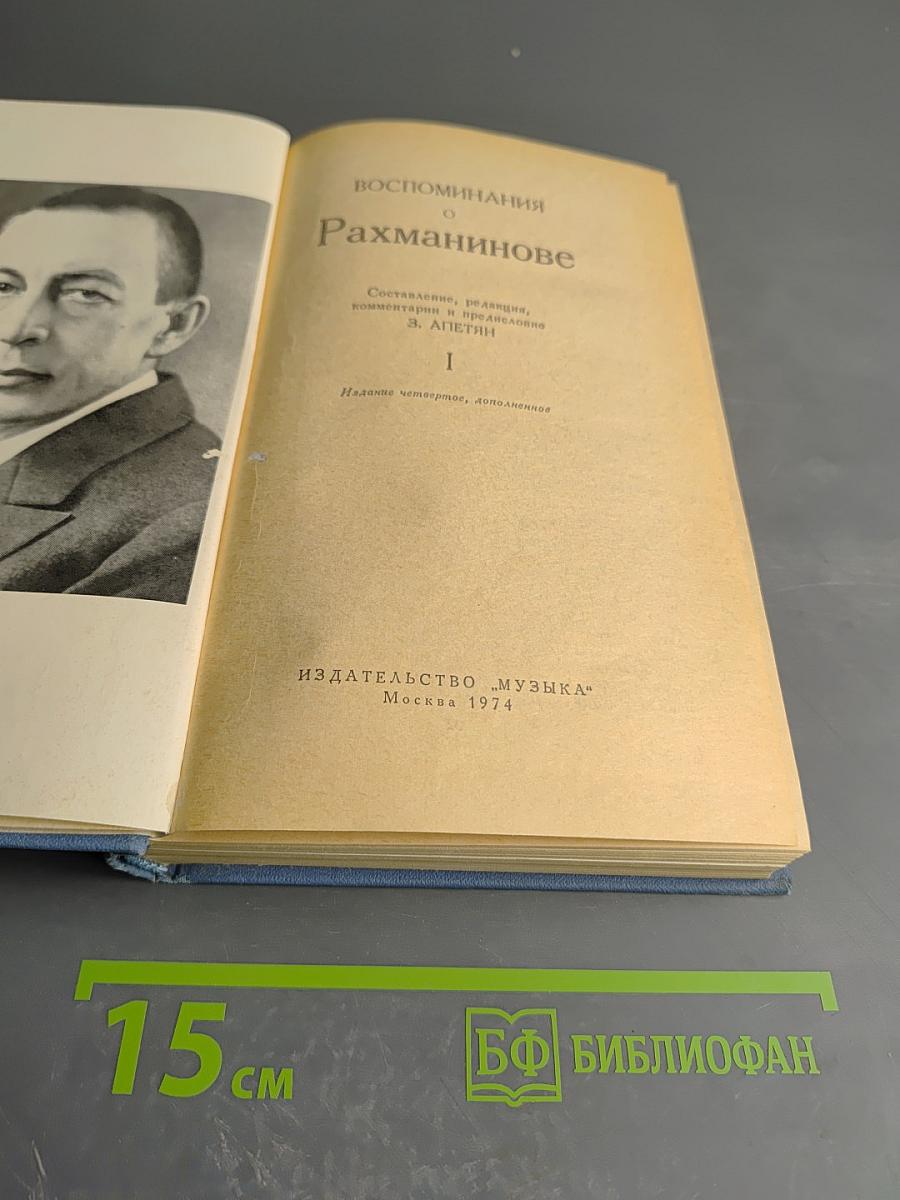 ВОСПОМИНАНИЯ
О
Рахманинове
Составление, редакция,
комментарии и предисловие
З. АПЕТЯН
I
Издание четвертое, дополненное
ИЗДАТЕЛЬСТВО „МУЗЫКА“
Москва 1974
15 см
БФ БИБЛИОФАН